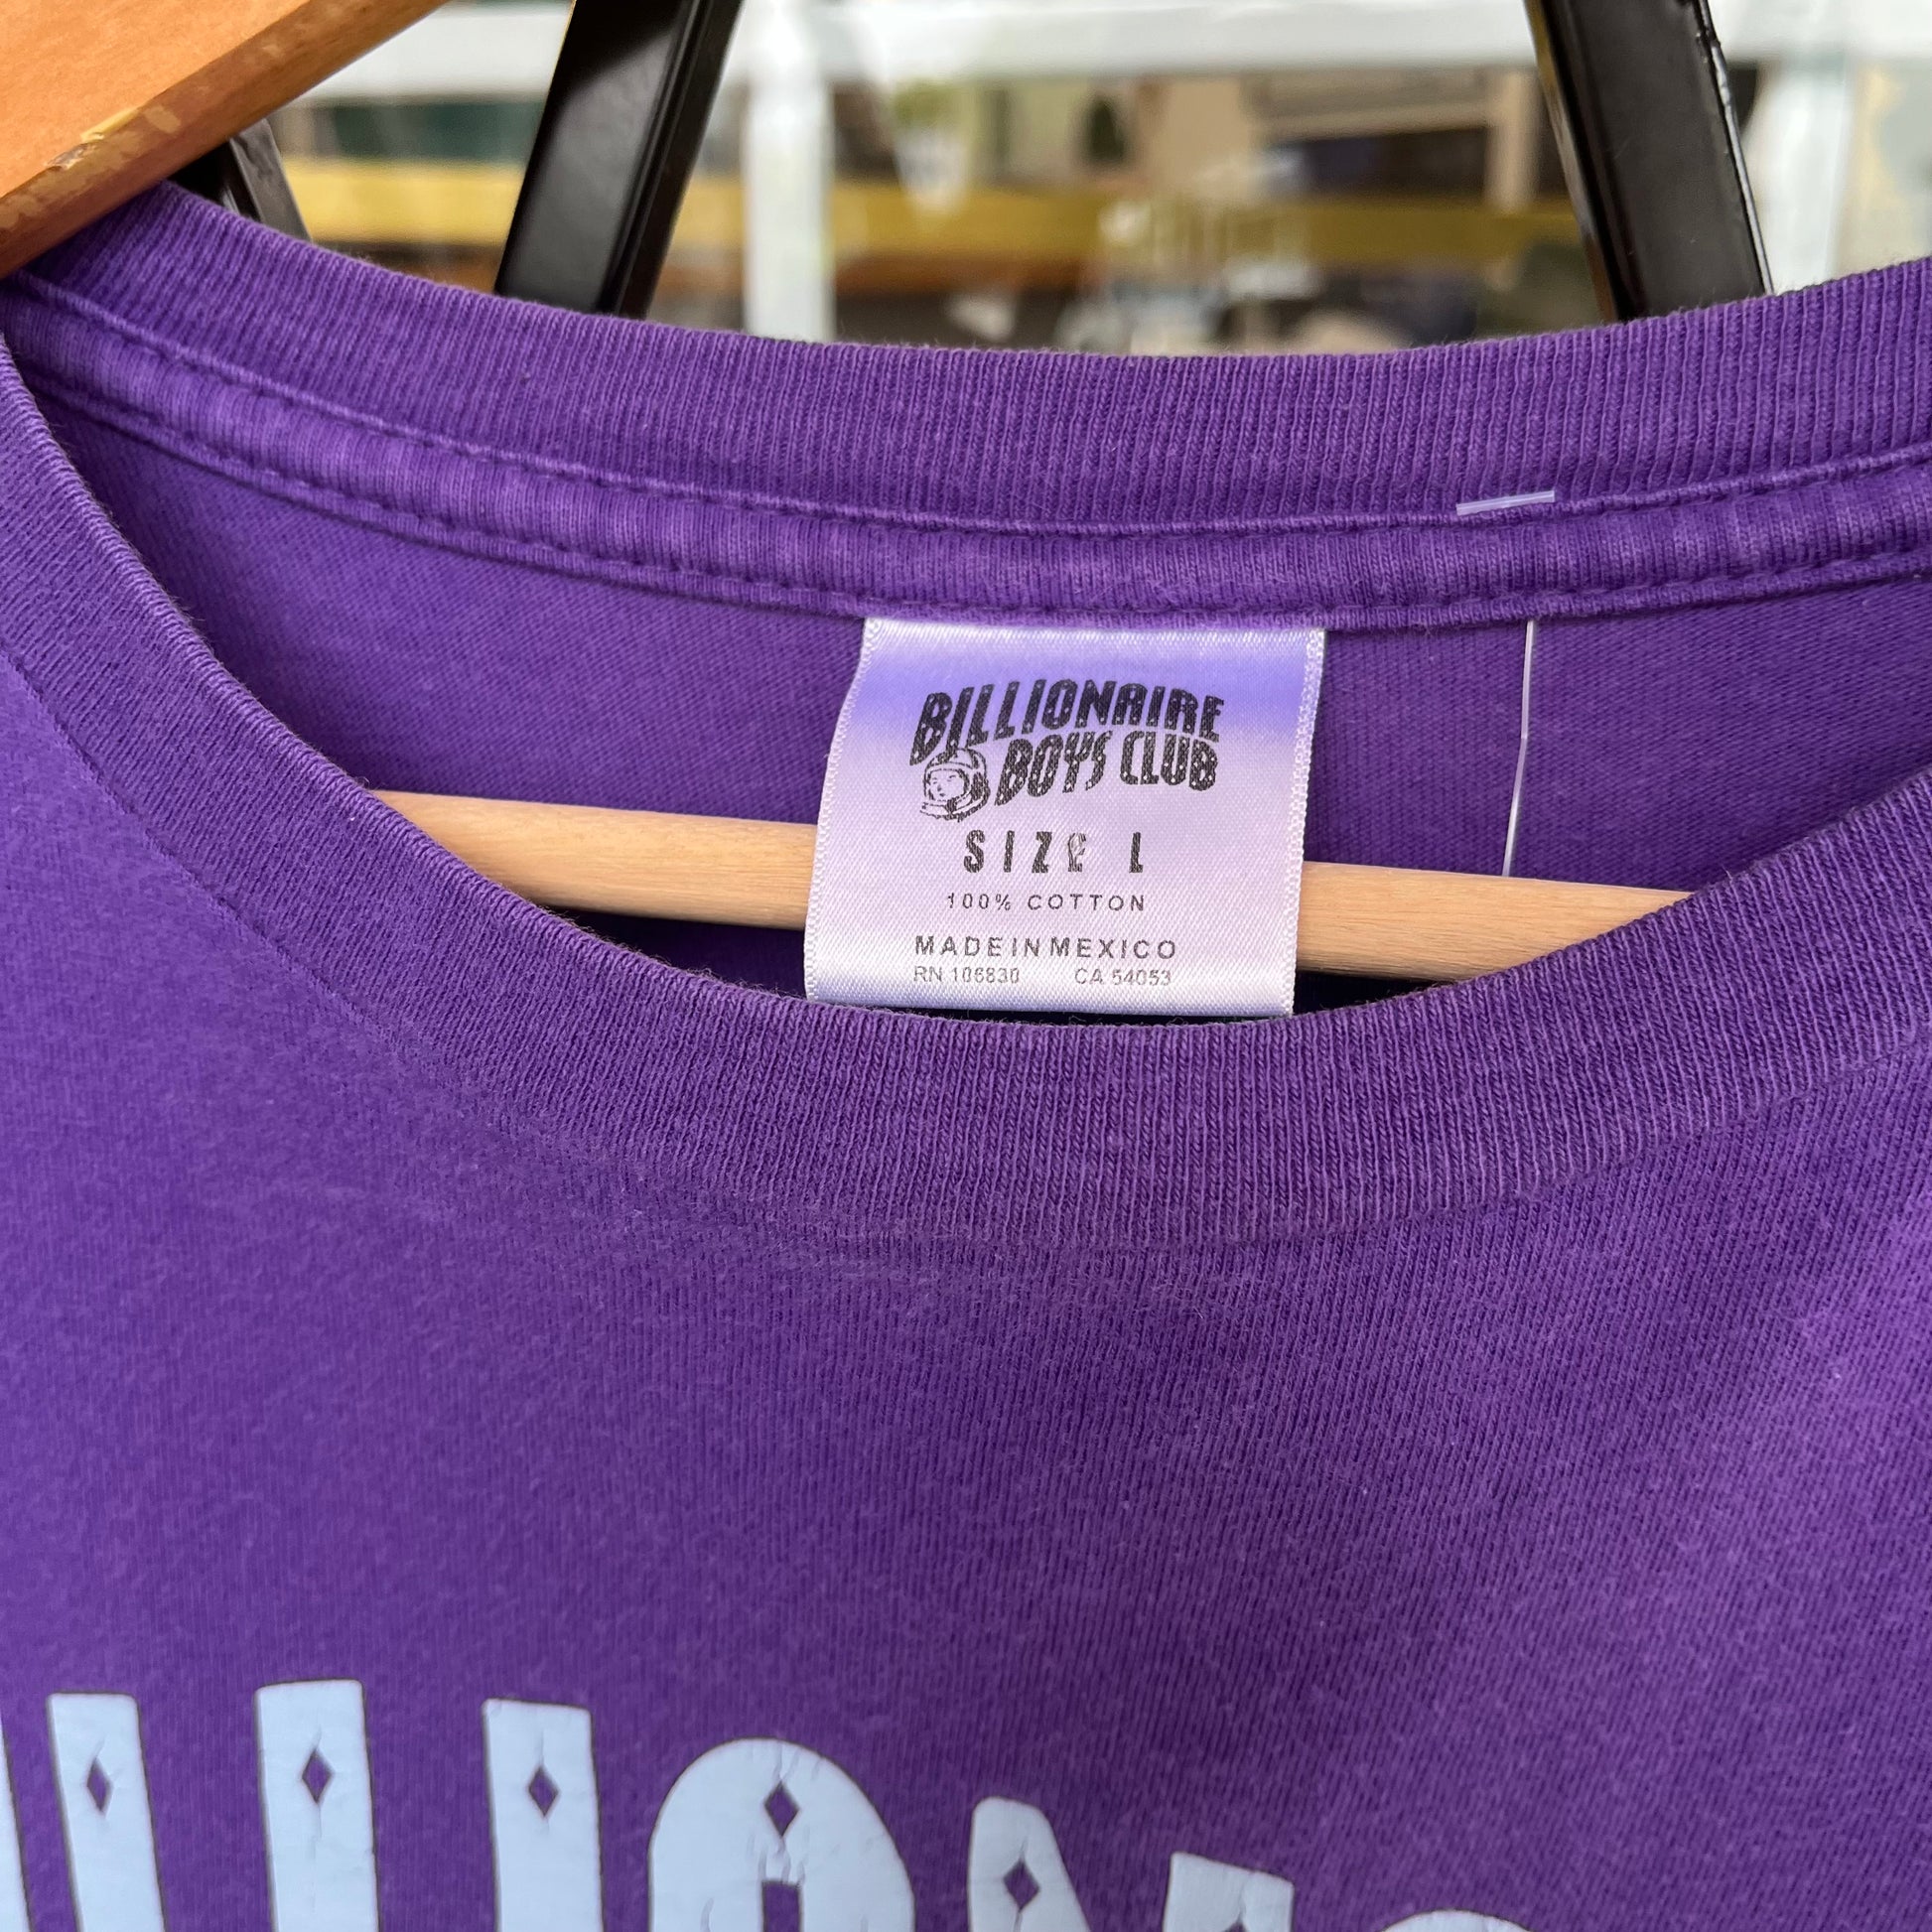 BILLIONAIRE
BOYS CLUB
SIZE L
100% COTTON
MADE IN MEXICO
RN 106830 CA 54053